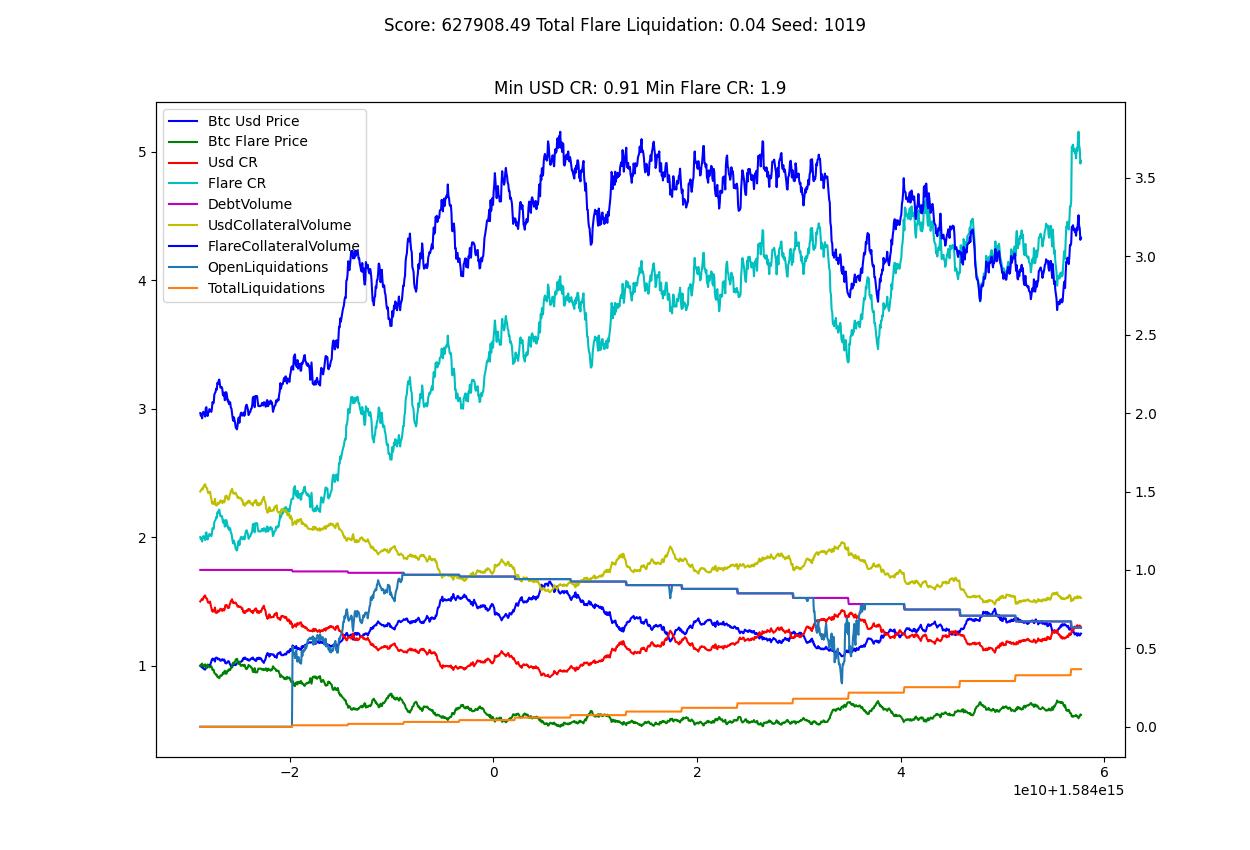 Score: 627908.49 Total Flare Liquidation: 0.04 Seed: 1019
Min USD CR: 0.91 Min Flare CR: 1.9
Btc Usd Price
Btc Flare Price
Usd CR
Flare CR
DebtVolume
UsdCollateralVolume
FlareCollateralVolume
OpenLiquidations
TotalLiquidations
5
4
3
2
1
3.5
3.0
2.5
2.0
1.5
1.0
0.5
0.0
−2 0 2 4 6
1e10+1.584e15